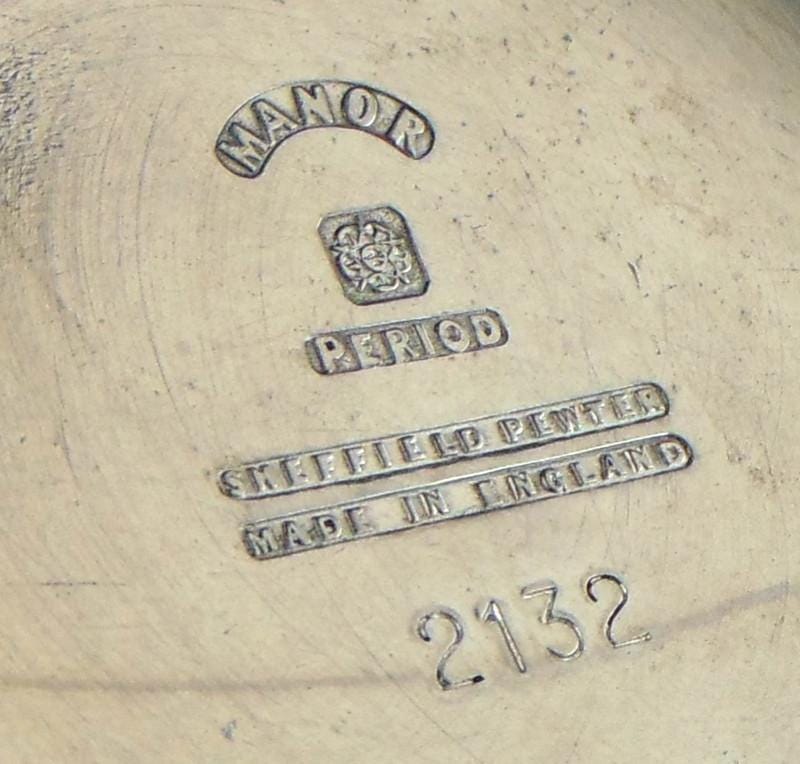 MANOR
PERIOD
SHEFFIELD PEWTER
MADE IN ENGLAND
2132